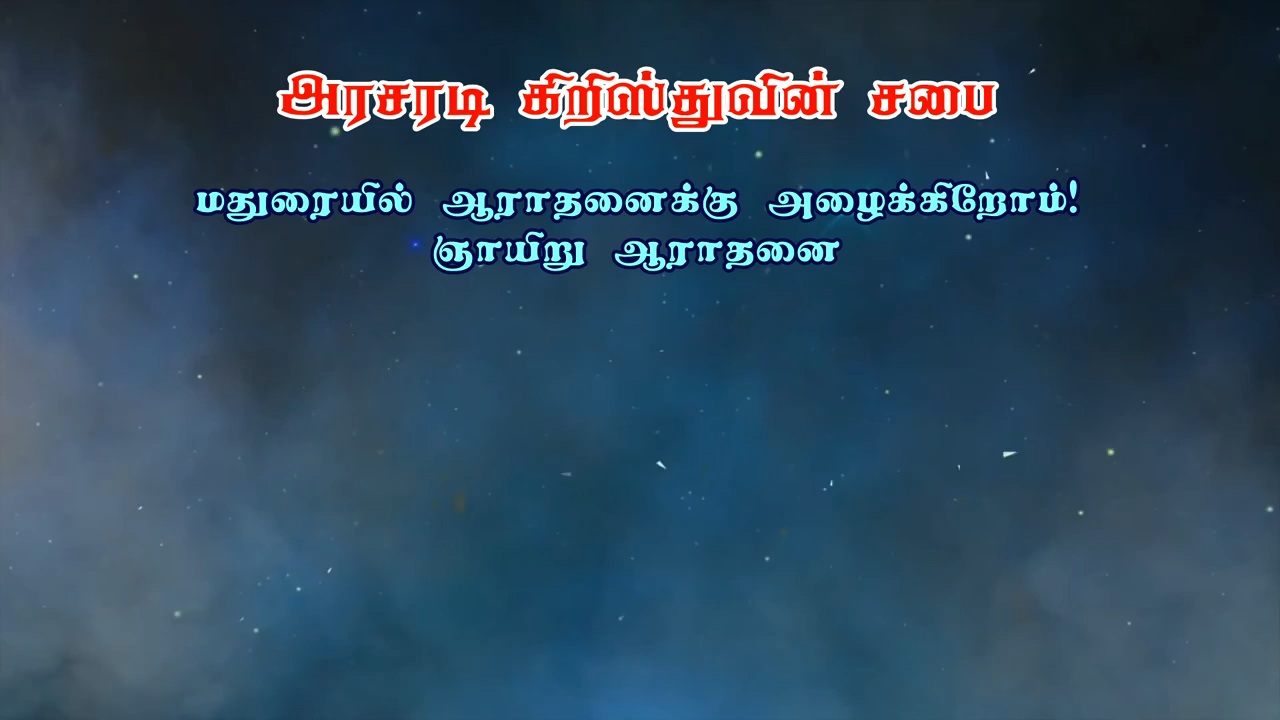 அரசரடி கிறிஸ்துவின் சபை
மதுரையில் ஆராதனைக்கு அழைக்கிறோம்!
ஞாயிறு ஆராதனை